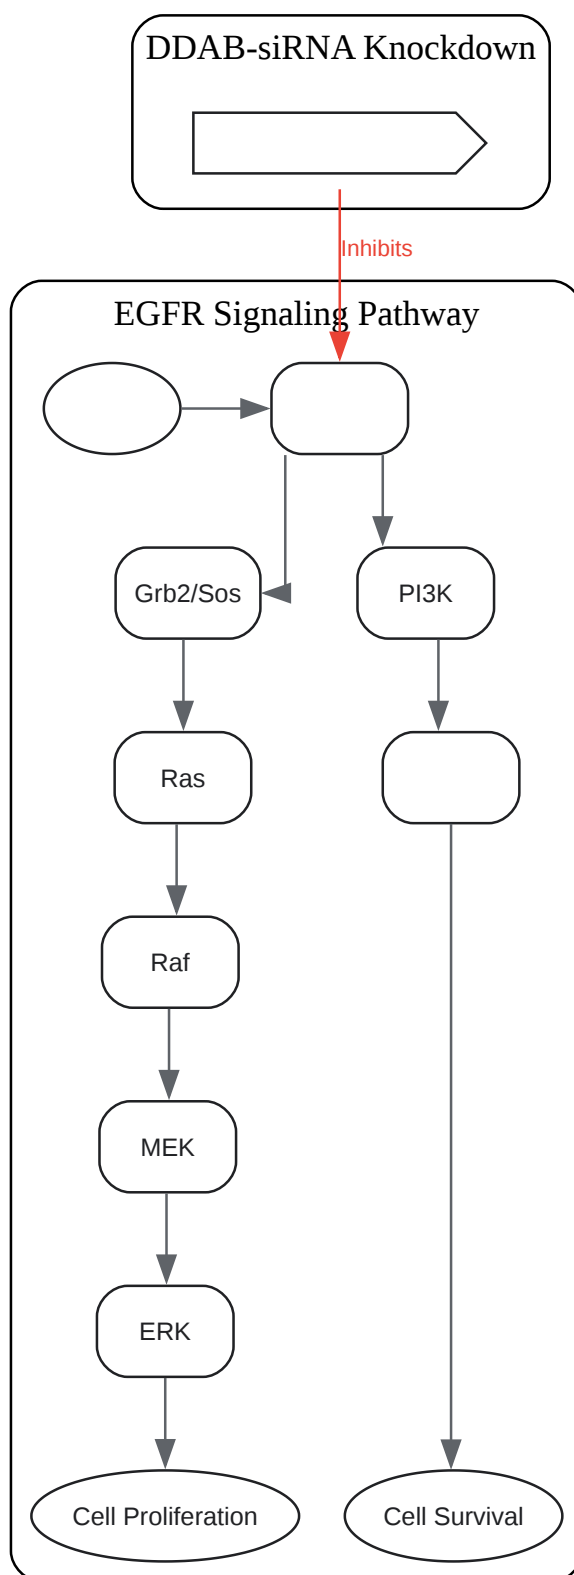 DDAB-siRNA Knockdown
Inhibits
EGFR Signaling Pathway
Grb2/Sos
PI3K
Ras
Raf
MEK
ERK
Cell Proliferation
Cell Survival